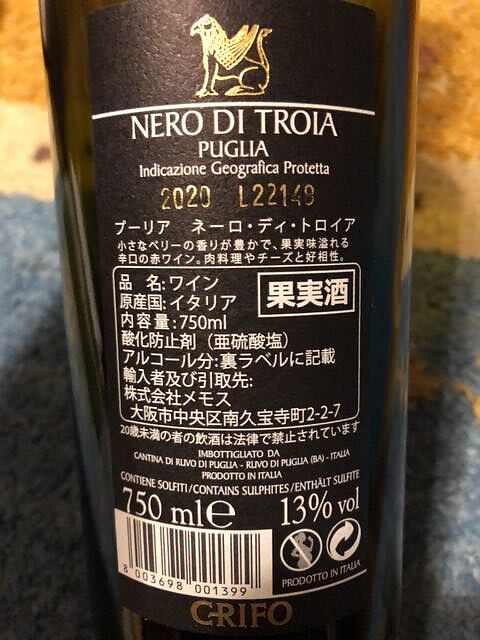 NERO DI TROIA
PUGLIA
Indicazione Geografica Protetta
2020 L22148
プーリア ネーロ・ディ・トロイア
小さなベリーの香りが豊かで、果実味溢れる
辛口の赤ワイン。肉料理やチーズと好相性。
品 名:ワイン
原産国:イタリア
果実酒
内容量:750ml
酸化防止剤（亜硫酸塩）
アルコール分:裏ラベルに記載
輸入者及び引取先:
株式会社メモス
大阪市中央区南久宝寺町2-2-7
20歳未満の者の飲酒は法律で禁止されています
IMBOTTIGLIATO DA
CANTINA DI RUVO DI PUGLIA - RUVO DI PUGLIA (BA) - ITALIA
PRODOTTO IN ITALIA
CONTIENE SOLFITI/CONTAINS SULPHITES/ENTHÄLT SULFITE
750 ml e 13% vol
8 003698 001399
PRODOTTO IN ITALIA
GRIFO